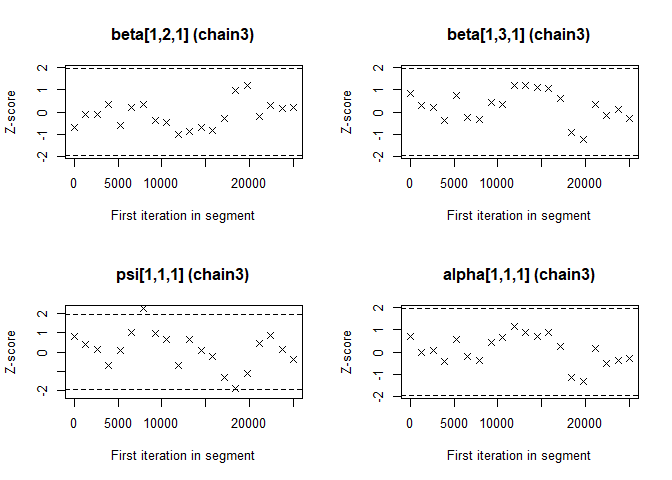 beta[1,2,1] (chain3)
Z-score
2
1
0
-1
-2
0
5000
10000
20000
First iteration in segment
beta[1,3,1] (chain3)
Z-score
2
1
0
-1
-2
0
5000
10000
20000
First iteration in segment
psi[1,1,1] (chain3)
Z-score
2
1
0
-2
0
5000
10000
20000
First iteration in segment
alpha[1,1,1] (chain3)
Z-score
2
1
0
-1
-2
0
5000
10000
20000
First iteration in segment